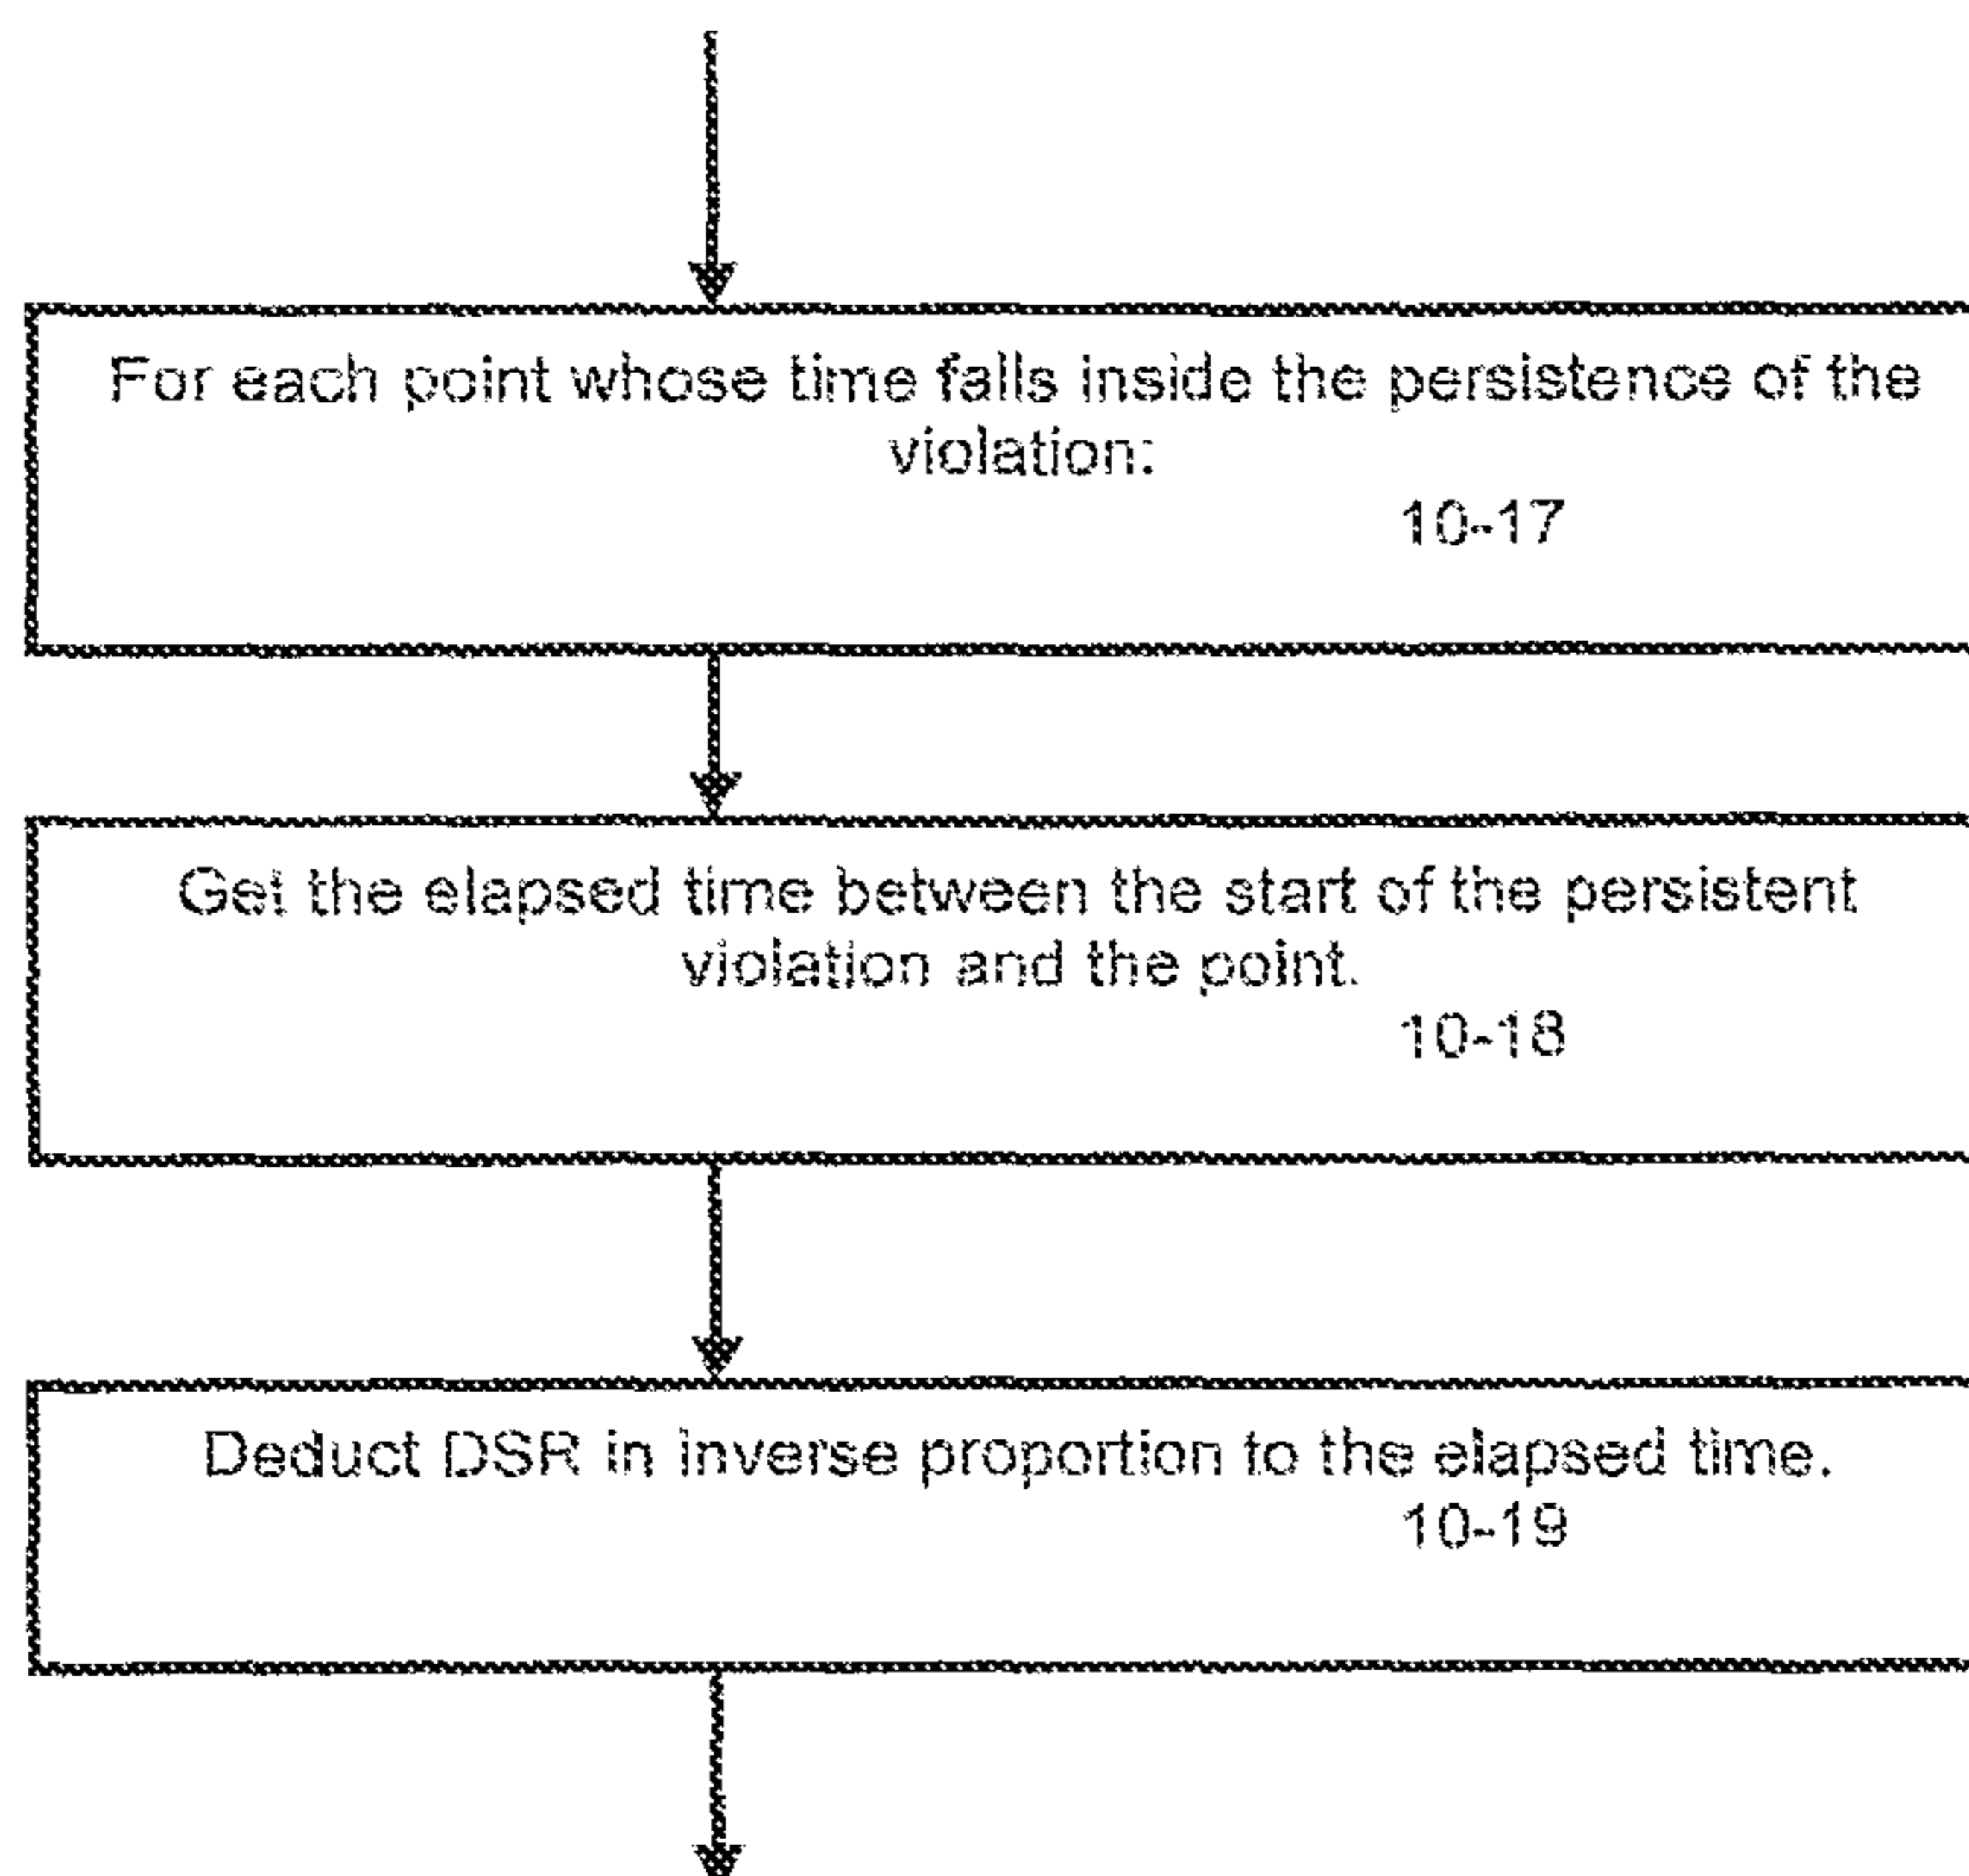 For each point whose time falls inside the persistence of the
violation:
10-17
Get the elapsed time between the start of the persistent
violation and the point.
10-18
Deduct DSR in inverse proportion to the elapsed time.
10-19